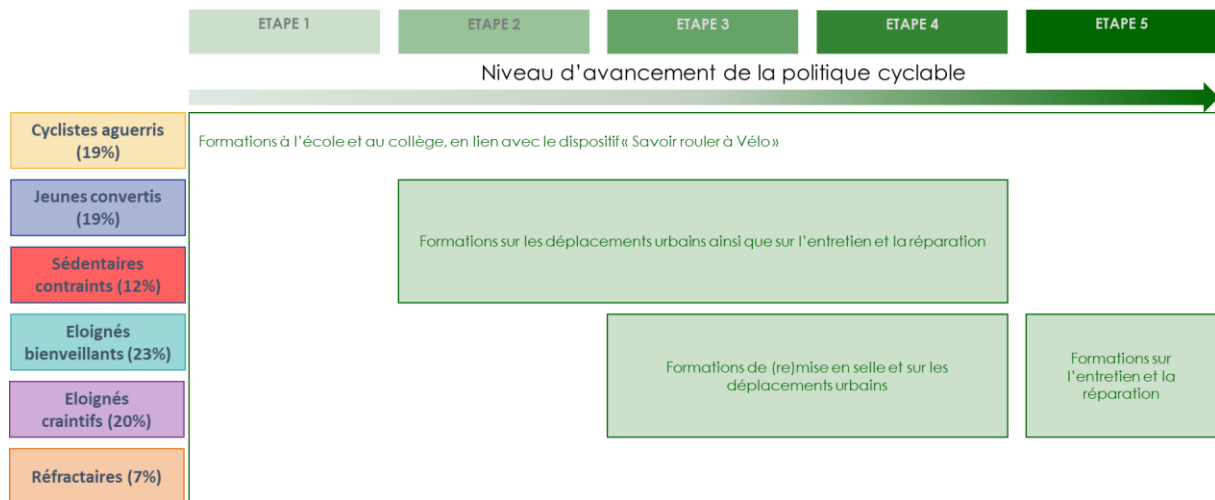 ETAPE 1
ETAPE 2
ETAPE 3
ETAPE 4
ETAPE 5
Niveau d'avancement de la politique cyclable
Cyclistes aguerris
(19%)
Formations à l'école et au collège, en lien avec le dispositif « Savoir rouler à Vélo »
Jeunes convertis
(19%)
Formations sur les déplacements urbains ainsi que sur l'entretien et la réparation
Sédentaires
contraints (12%)
Eloignés
bienveillants (23%)
Formations de (re)mise en selle et sur les
déplacements urbains
Formations sur
l'entretien et la
réparation
Eloignés
craintifs (20%)
Réfractaires (7%)